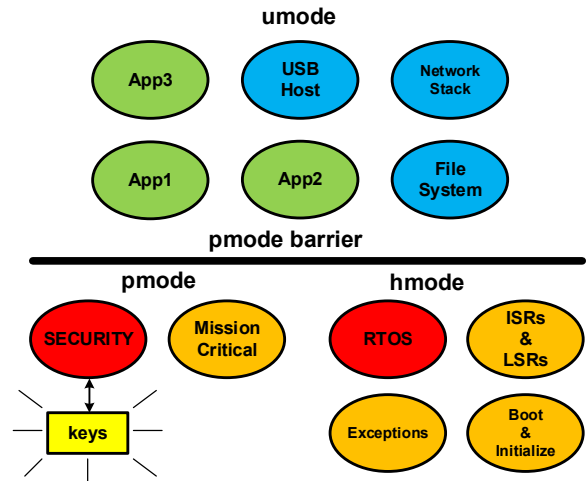 umode
App3
USB
Host
Network
Stack
App1
App2
File
System
pmode barrier
pmode
hmode
SECURITY
Mission
Critical
RTOS
ISRs
&
LSRs
keys
Exceptions
Boot
&
Initialize